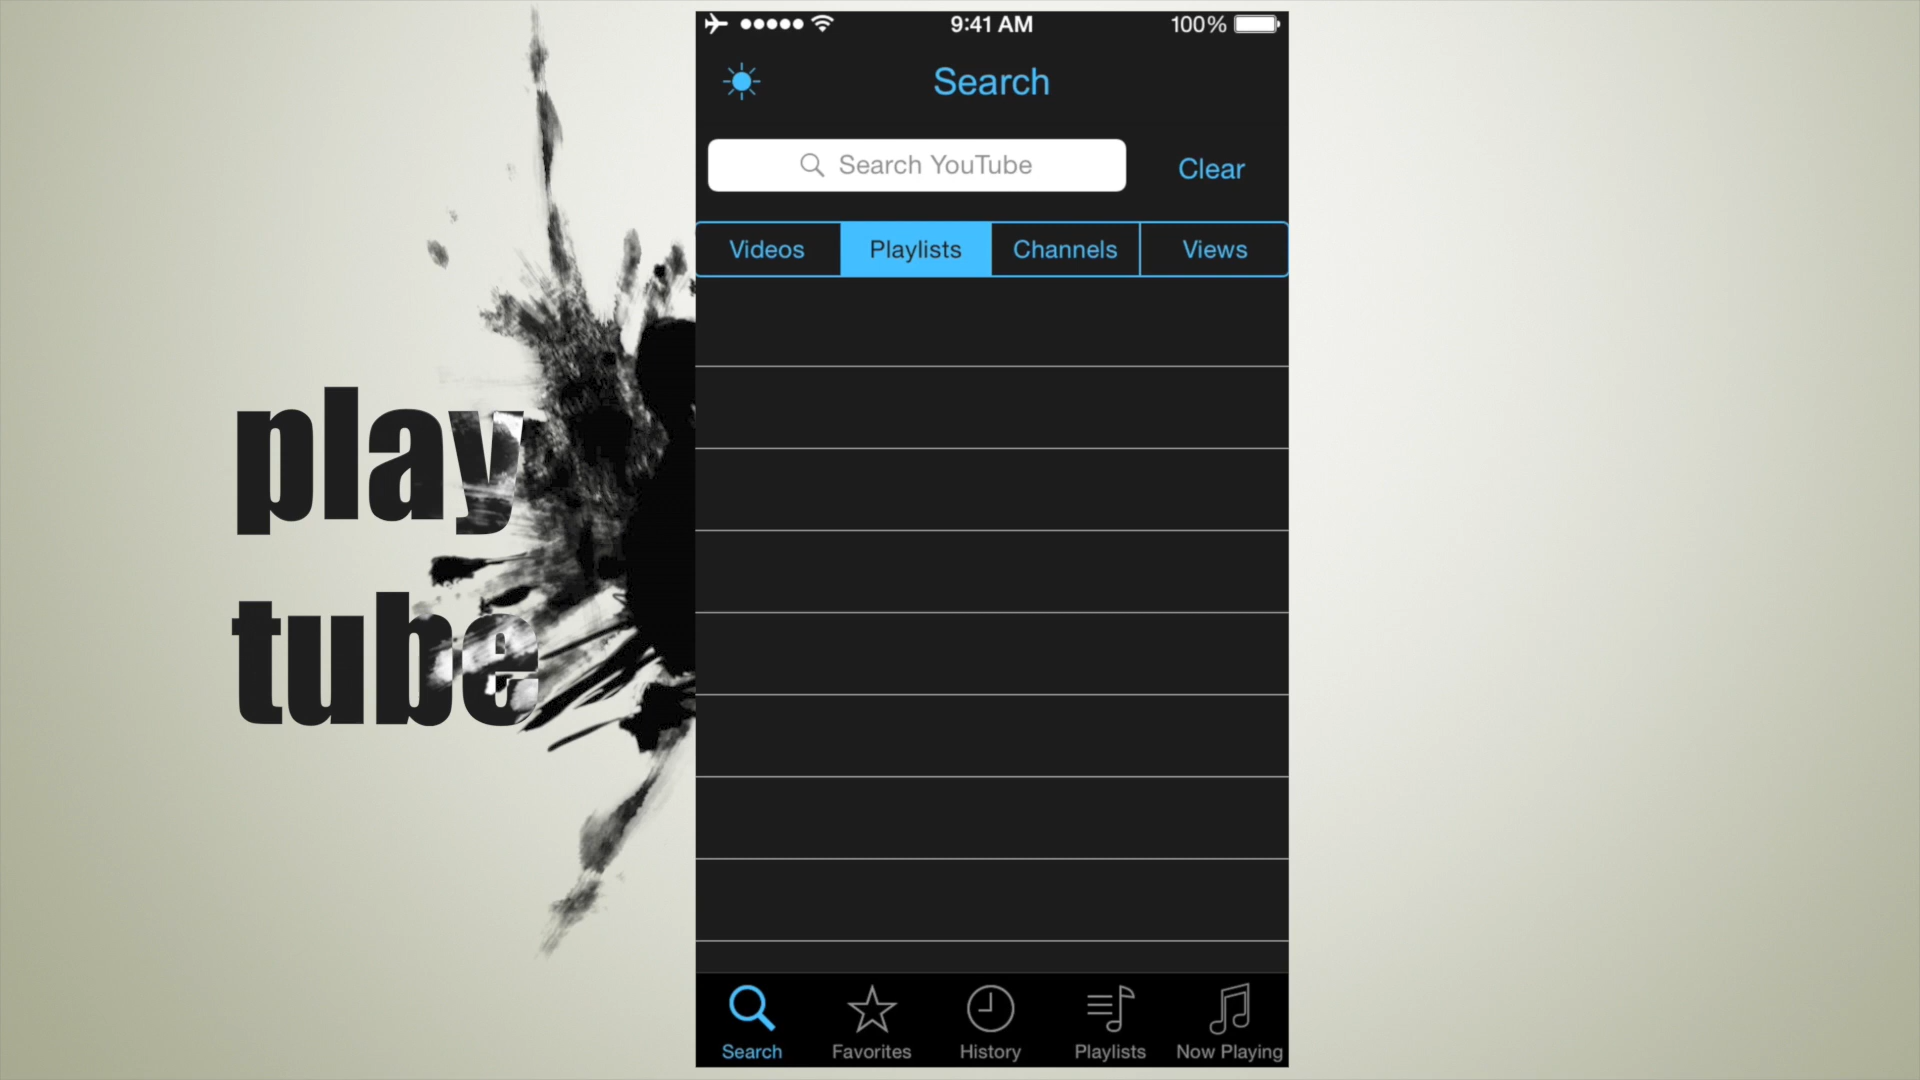 play
tube
9:41 AM
100%
Search
Search YouTube
Clear
Videos
Playlists
Channels
Views
Search
Favorites
History
Playlists
Now Playing